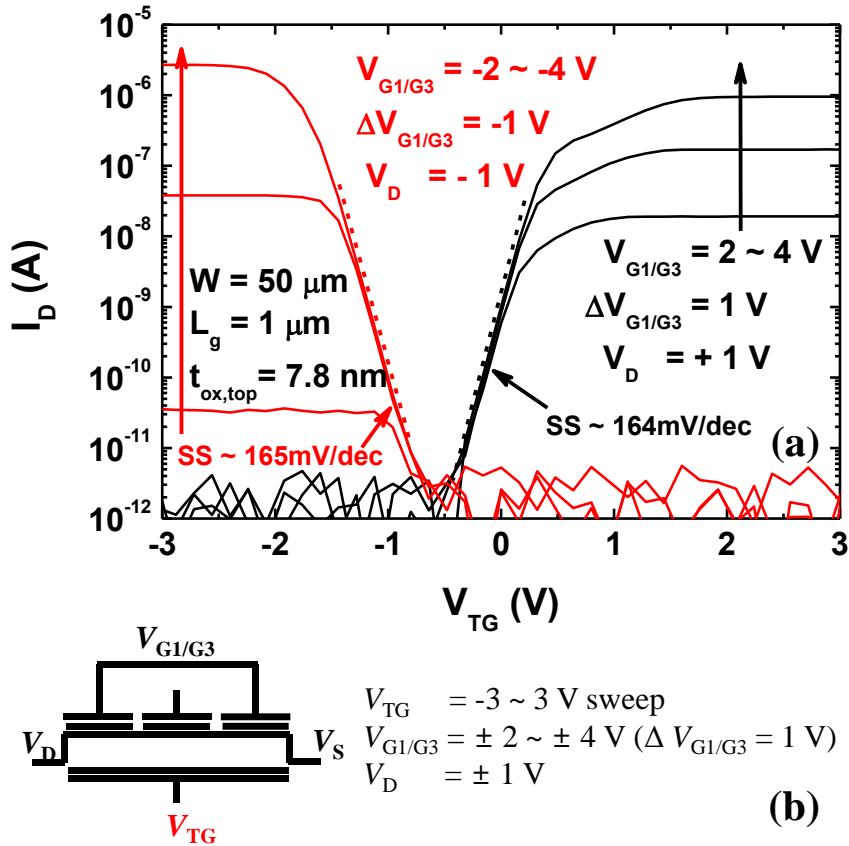 10⁻⁵
10⁻⁶
10⁻⁷
10⁻⁸
10⁻⁹
10⁻¹⁰
10⁻¹¹
10⁻¹²
I_D (A)
V_G1/G3 = -2 ~ -4 V
ΔV_G1/G3 = -1 V
V_D = - 1 V
W = 50 μm
L_g = 1 μm
t_ox,top = 7.8 nm
SS ~ 165mV/dec
V_G1/G3 = 2 ~ 4 V
ΔV_G1/G3 = 1 V
V_D = + 1 V
SS ~ 164mV/dec
(a)
-3 -2 -1 0 1 2 3
V_TG (V)
V_G1/G3
V_D
V_S
V_TG
V_TG = -3 ~ 3 V sweep
V_G1/G3 = ± 2 ~ ± 4 V (Δ V_G1/G3 = 1 V)
V_D = ± 1 V
(b)